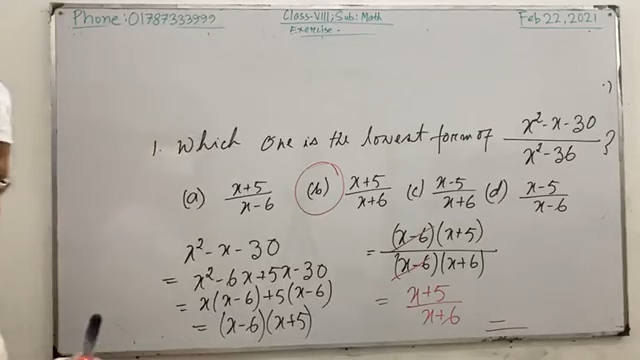 Phone: 01787333999
Class-VIII; Sub: Math
Feb 22, 2021
Exercise-
1. Which one is the lowest form of (x²-x-30)/(x²-36)?
(a) (x+5)/(x-6) (b) (x+5)/(x+6) (c) (x-5)/(x+6) (d) (x-5)/(x-6)
x²-x-30
= x²-6x+5x-30
= x(x-6)+5(x-6)
= (x-6)(x+5)
= ((x-6)(x+5))/((x-6)(x+6))
= (x+5)/(x+6)